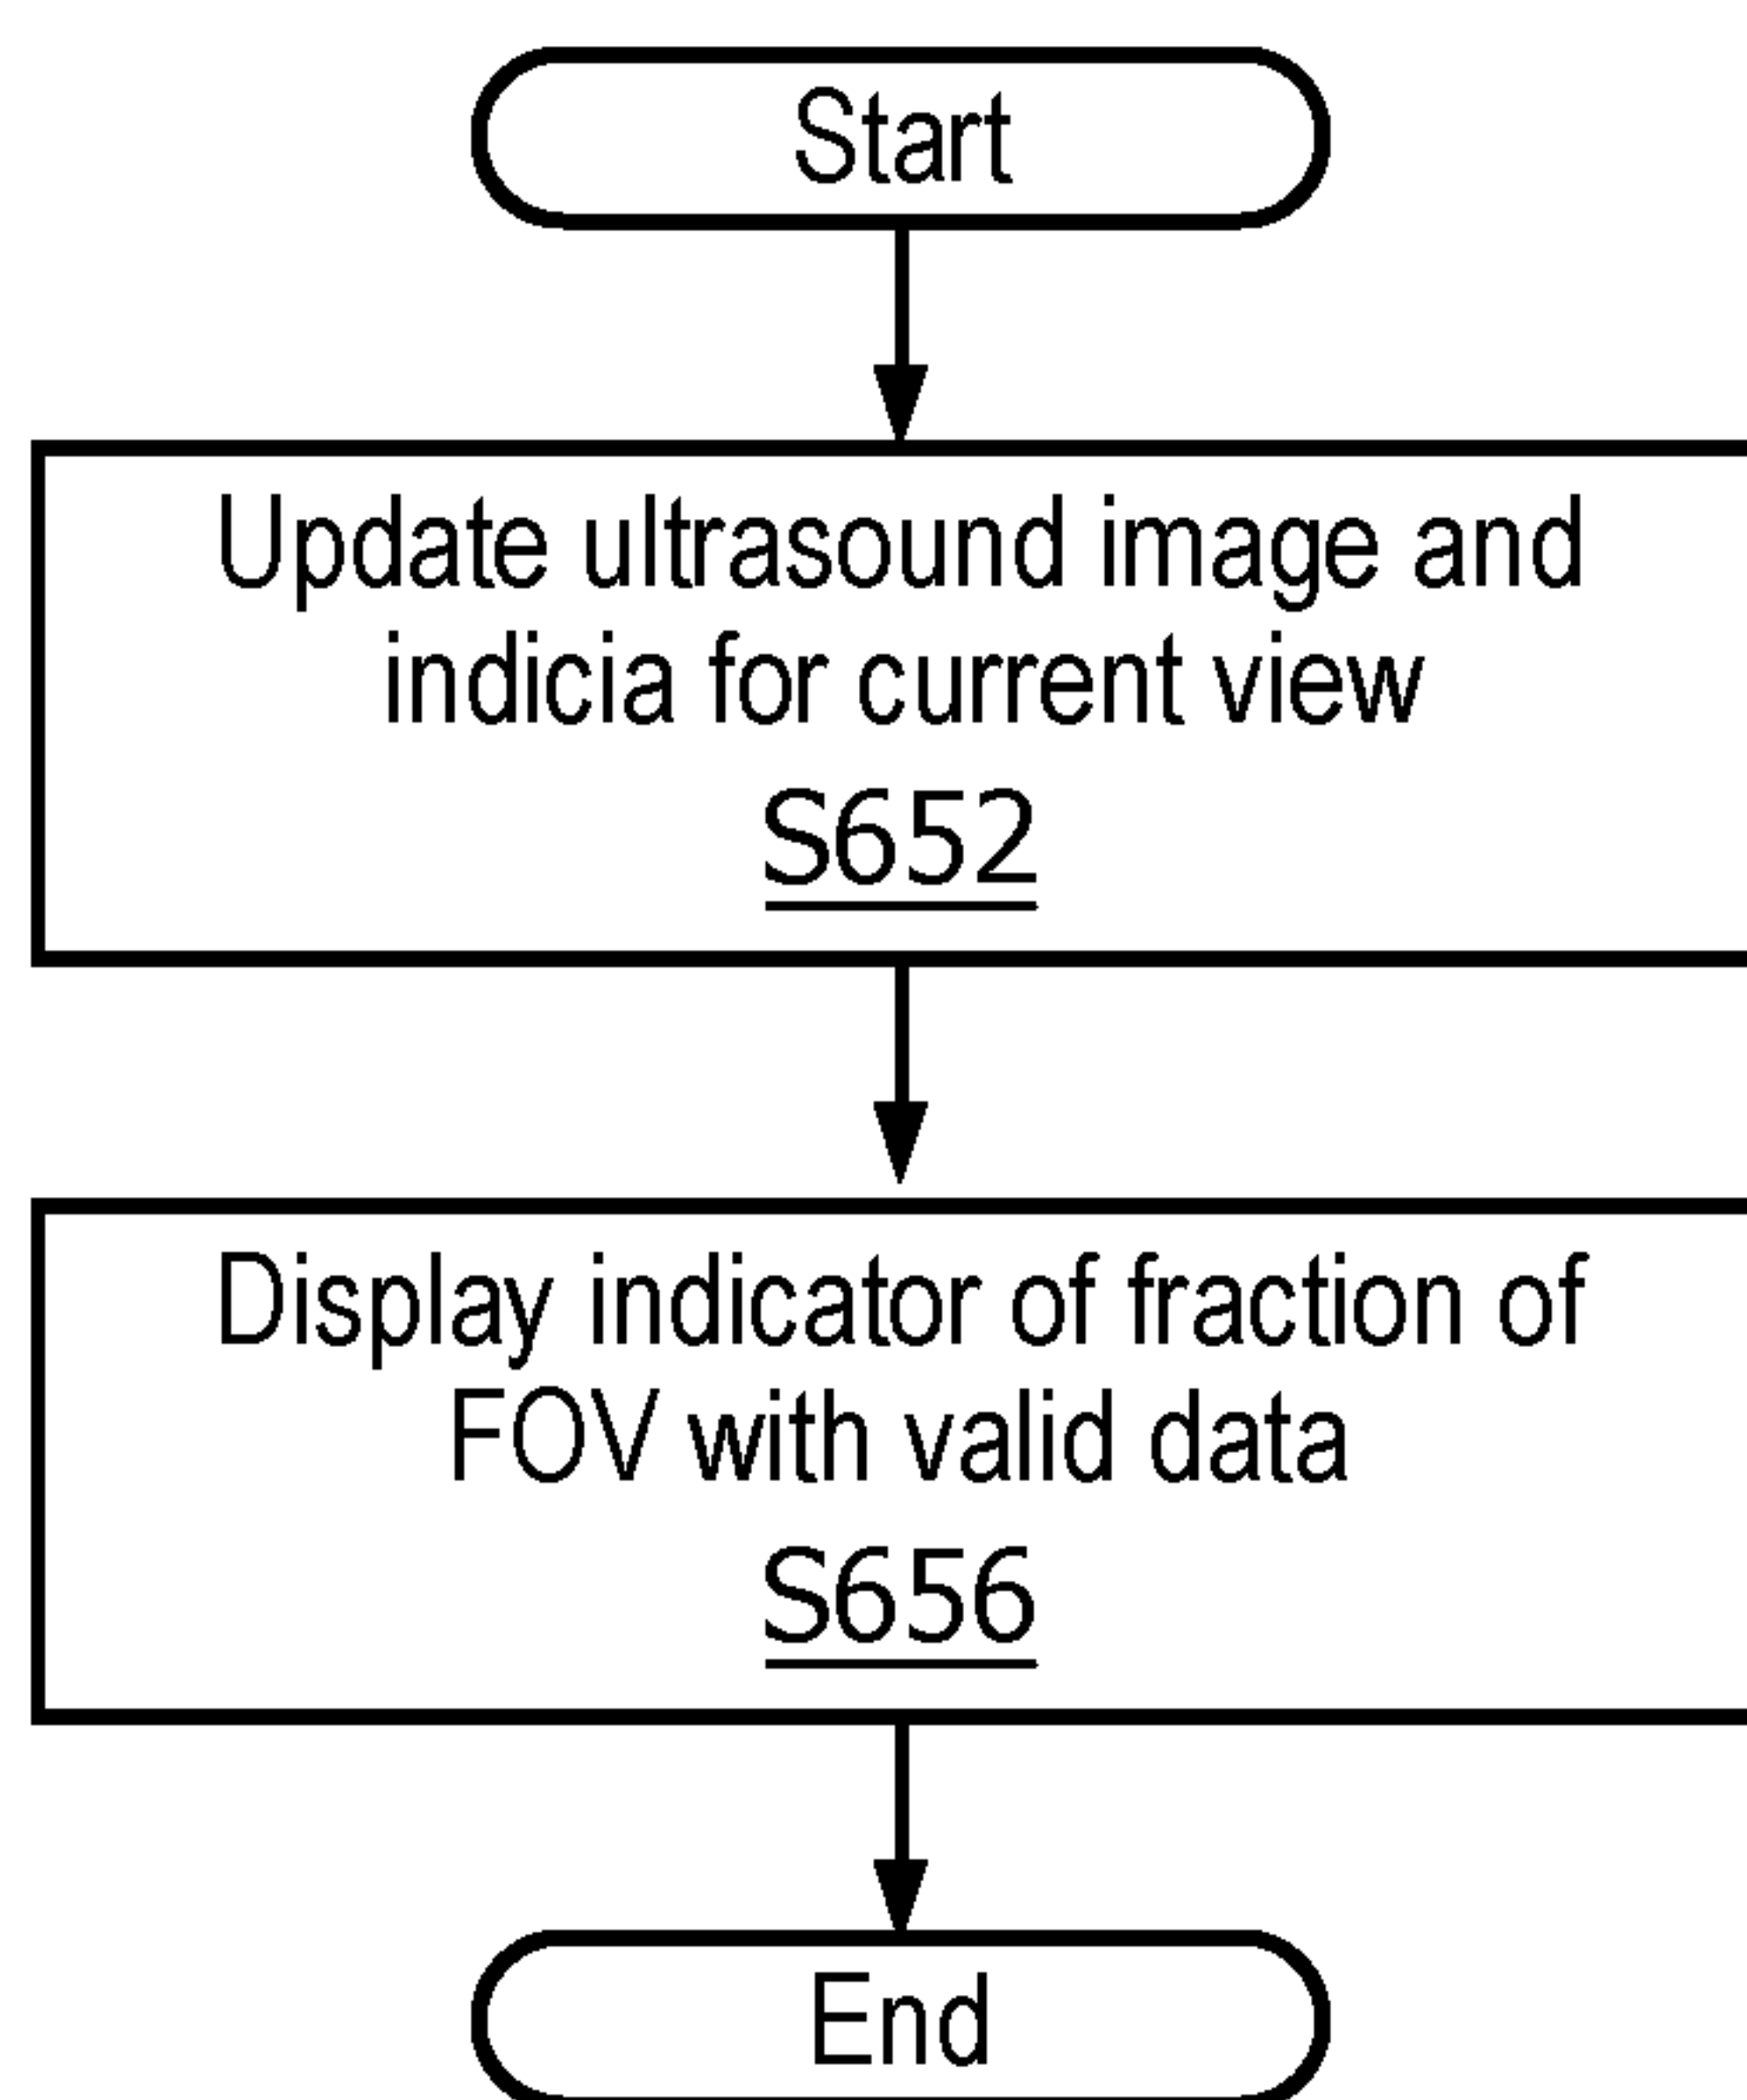 Start
Update ultrasound image and
indicia for current view
S652
Display indicator of fraction of
FOV with valid data
S656
End